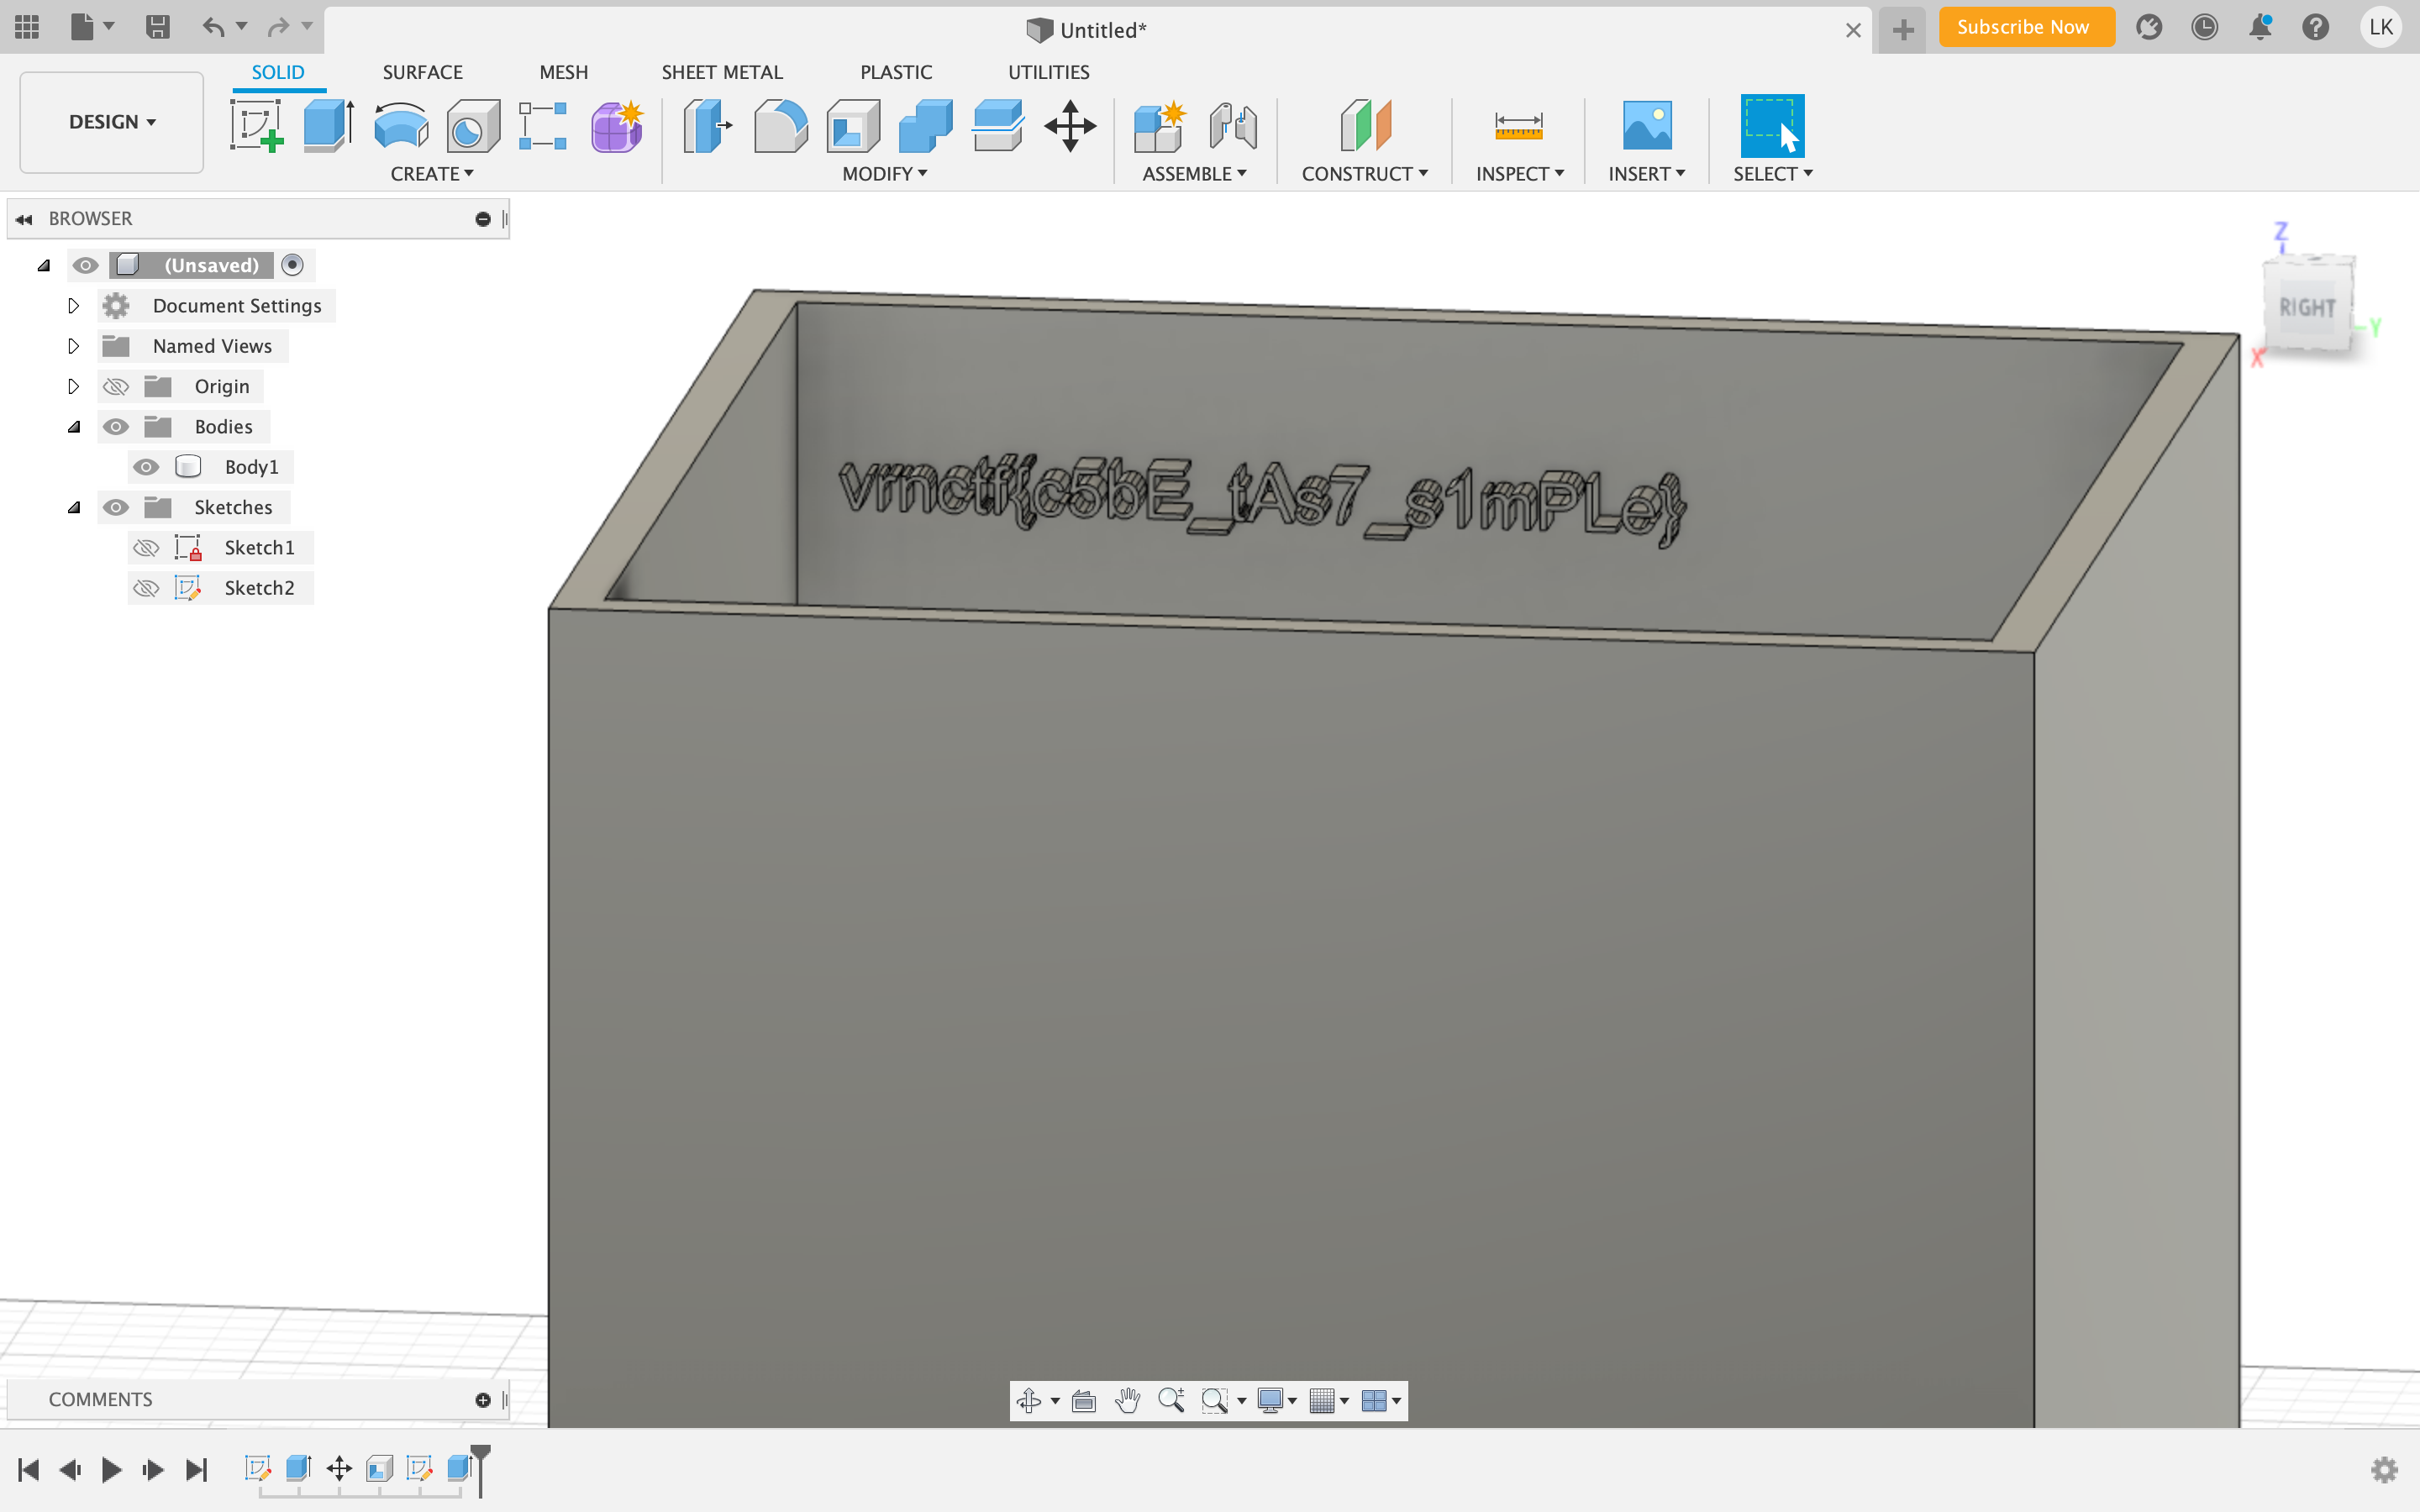 Untitled*
Subscribe Now
LK
DESIGN
SOLID
SURFACE
MESH
SHEET METAL
PLASTIC
UTILITIES
CREATE
MODIFY
ASSEMBLE
CONSTRUCT
INSPECT
INSERT
SELECT
BROWSER
(Unsaved)
Document Settings
Named Views
Origin
Bodies
Body1
Sketches
Sketch1
Sketch2
Z
RIGHT
Y
X
vrnctf{c5bE_tAs7_s1mPLe}
COMMENTS